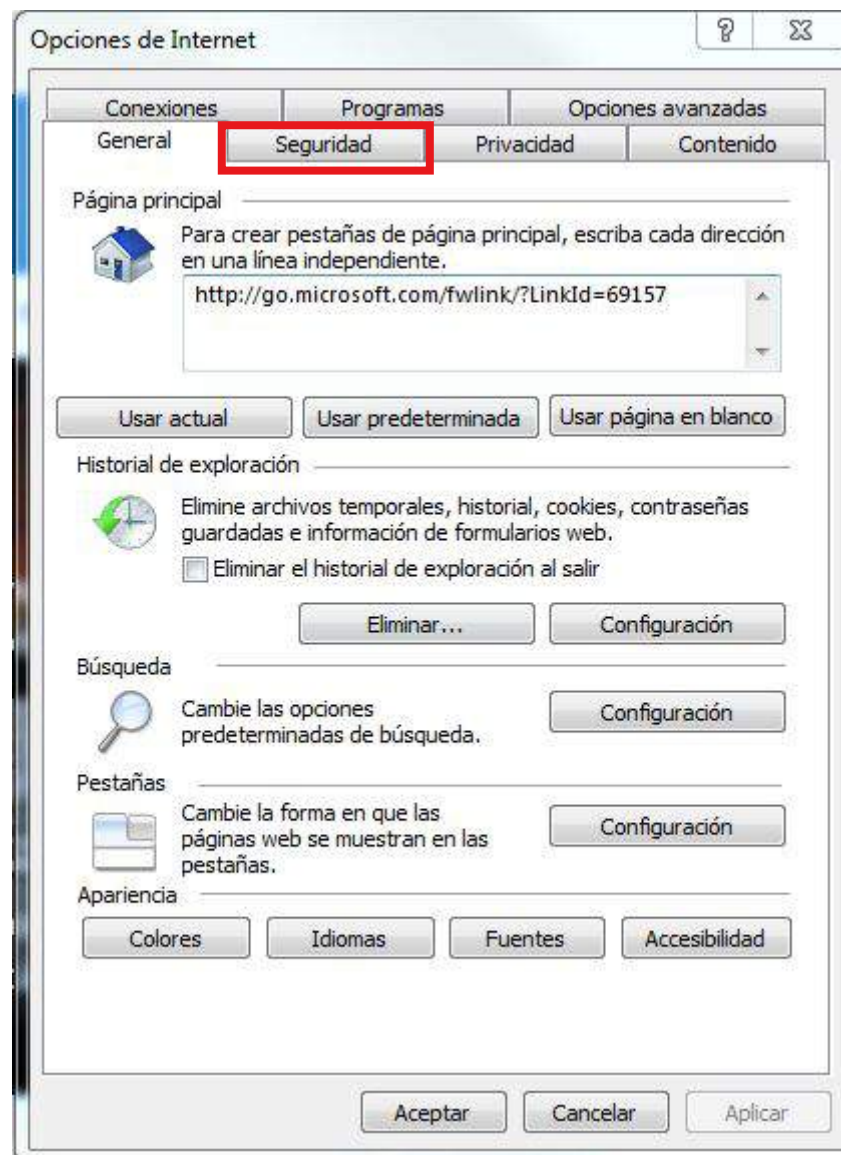 Opciones de Internet
Conexiones Programas Opciones avanzadas
General Seguridad Privacidad Contenido
Página principal
Para crear pestañas de página principal, escriba cada dirección
en una línea independiente.
http://go.microsoft.com/fwlink/?LinkId=69157
Usar actual Usar predeterminada Usar página en blanco
Historial de exploración
Elimine archivos temporales, historial, cookies, contraseñas
guardadas e información de formularios web.
Eliminar el historial de exploración al salir
Eliminar... Configuración
Búsqueda
Cambie las opciones
predeterminadas de búsqueda.
Configuración
Pestañas
Cambie la forma en que las
páginas web se muestran en las
pestañas.
Configuración
Apariencia
Colores Idiomas Fuentes Accesibilidad
Aceptar Cancelar Aplicar